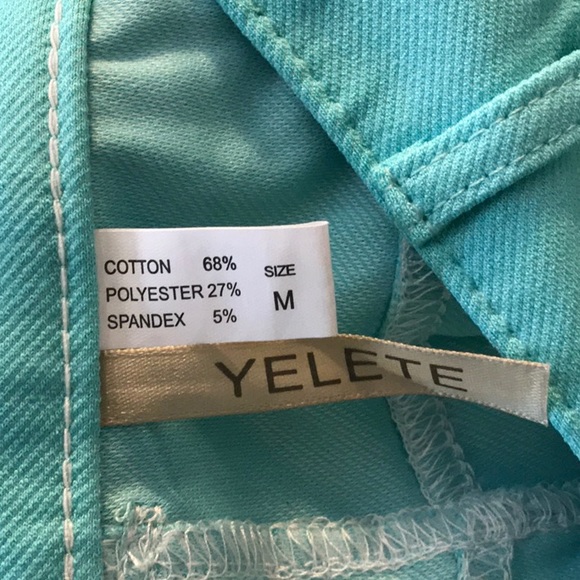 COTTON 68%
POLYESTER 27%
SPANDEX 5%
SIZE
M
YELETE